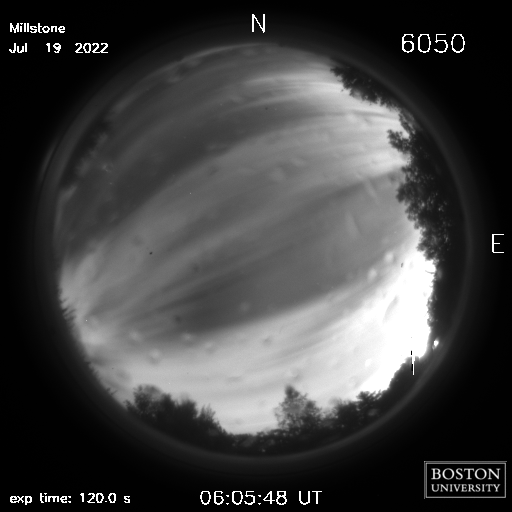 Millstone
Jul 19 2022
N
6050
E
exp time: 120.0 s
06:05:48 UT
BOSTON
UNIVERSITY